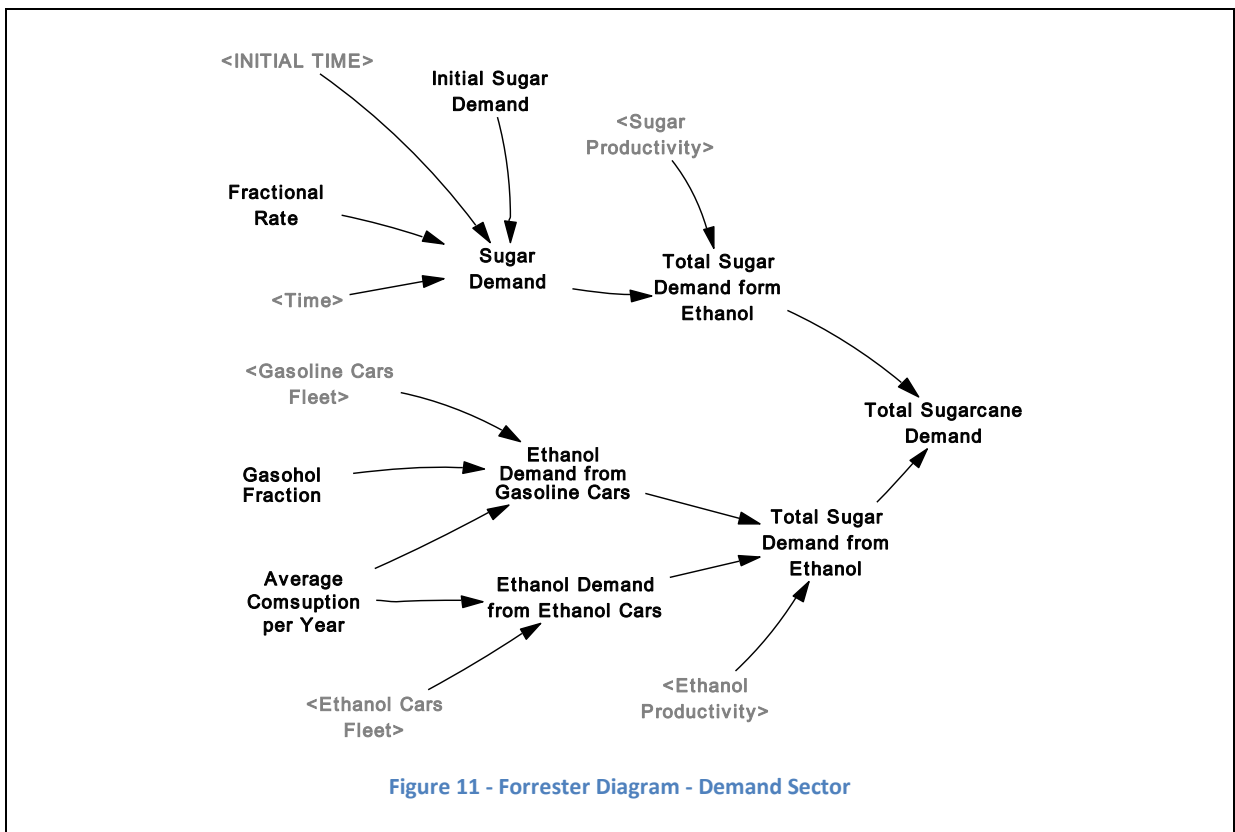 <INITIAL TIME>
Initial Sugar
Demand
<Sugar
Productivity>
Fractional
Rate
Sugar
Demand
<Time>
Total Sugar
Demand form
Ethanol
<Gasoline Cars
Fleet>
Total Sugarcane
Demand
Ethanol
Demand from
Gasoline Cars
Gasohol
Fraction
Total Sugar
Demand from
Ethanol
Average
Comsuption
per Year
Ethanol Demand
from Ethanol Cars
<Ethanol Cars
Fleet>
<Ethanol
Productivity>
Figure 11 - Forrester Diagram - Demand Sector